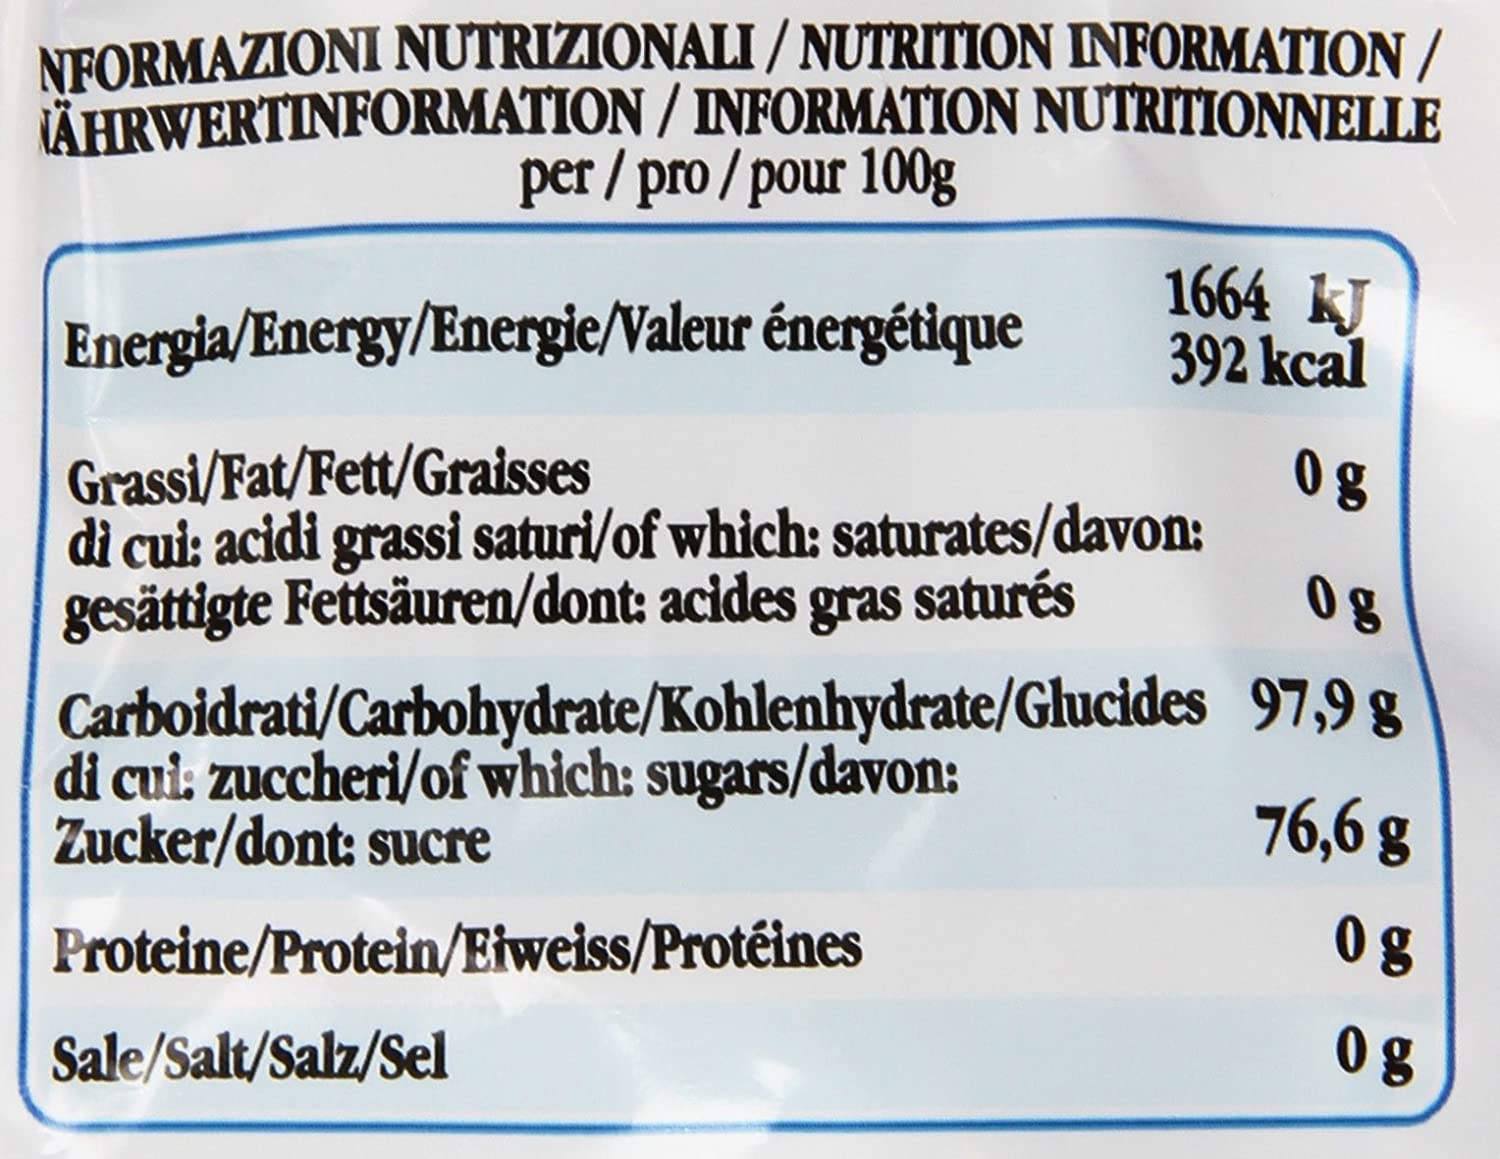 NFORMAZIONI NUTRIZIONALI / NUTRITION INFORMATION /
NÄHRWERTINFORMATION / INFORMATION NUTRITIONNELLE
per / pro / pour 100g
Energia/Energy/Energie/Valeur énergétique 1664 kJ
392 kcal
Grassi/Fat/Fett/Graisses 0 g
di cui: acidi grassi saturi/of which: saturates/davon:
gesättigte Fettsäuren/dont: acides gras saturés 0 g
Carboidrati/Carbohydrate/Kohlenhydrate/Glucides 97,9 g
di cui: zuccheri/of which: sugars/davon:
Zucker/dont: sucre 76,6 g
Proteine/Protein/Eiweiss/Protéines 0 g
Sale/Salt/Salz/Sel 0 g